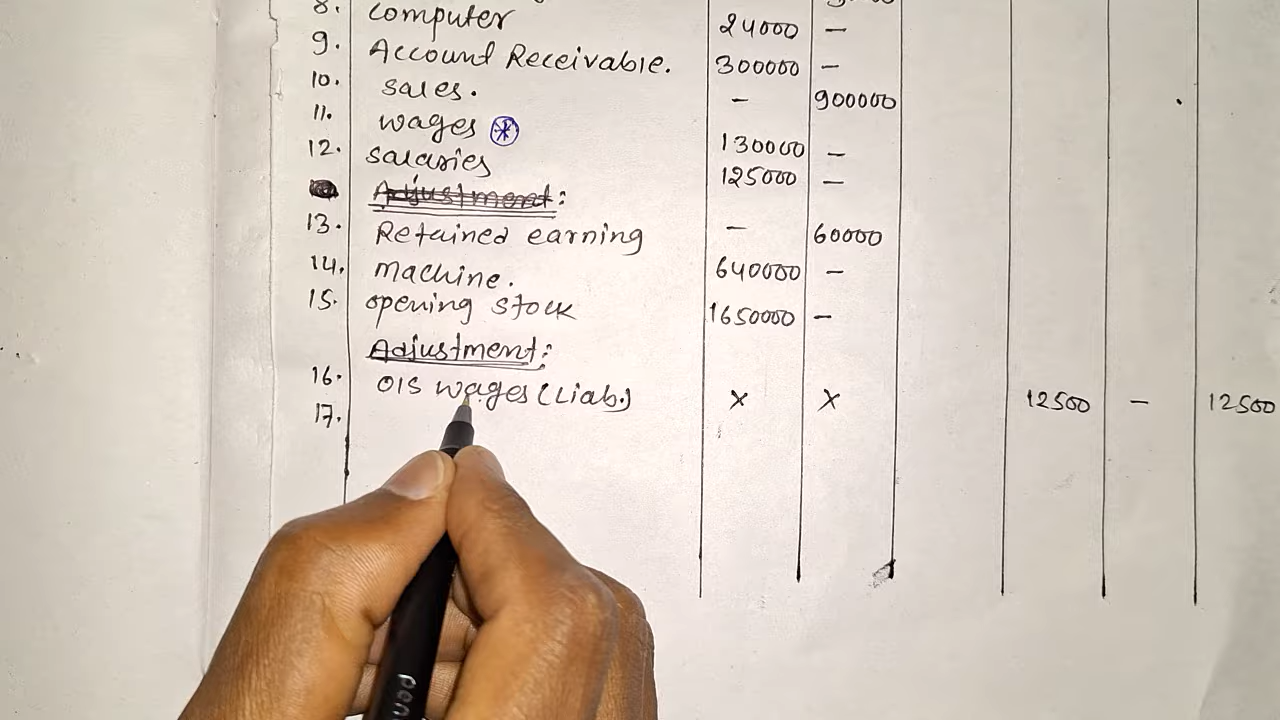 8. Computer 24000 —
9. Account Receivable. 300000 —
10. sales. - 900000
11. wages * 130000 —
12. salaries 125000 —
Adjustment:
13. Retained earning - 60000
14. machine. 640000 —
15. opening stock 1650000 —
Adjustment:
16. O/S wages (Liab.) × × 12500 — 12500
17.
pen